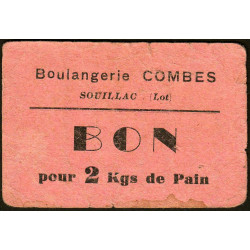 Boulangerie COMBES
SOUILLAC (Lot)
BON
pour 2 Kgs de Pain